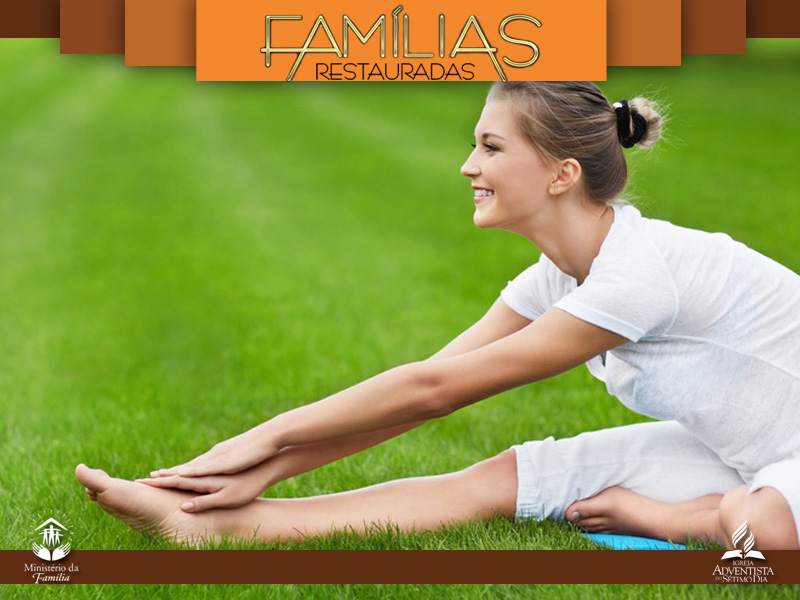 FAMÍLIAS
RESTAURADAS
Ministério da
Família
IGREJA
ADVENTISTA
DO SÉTIMO DIA